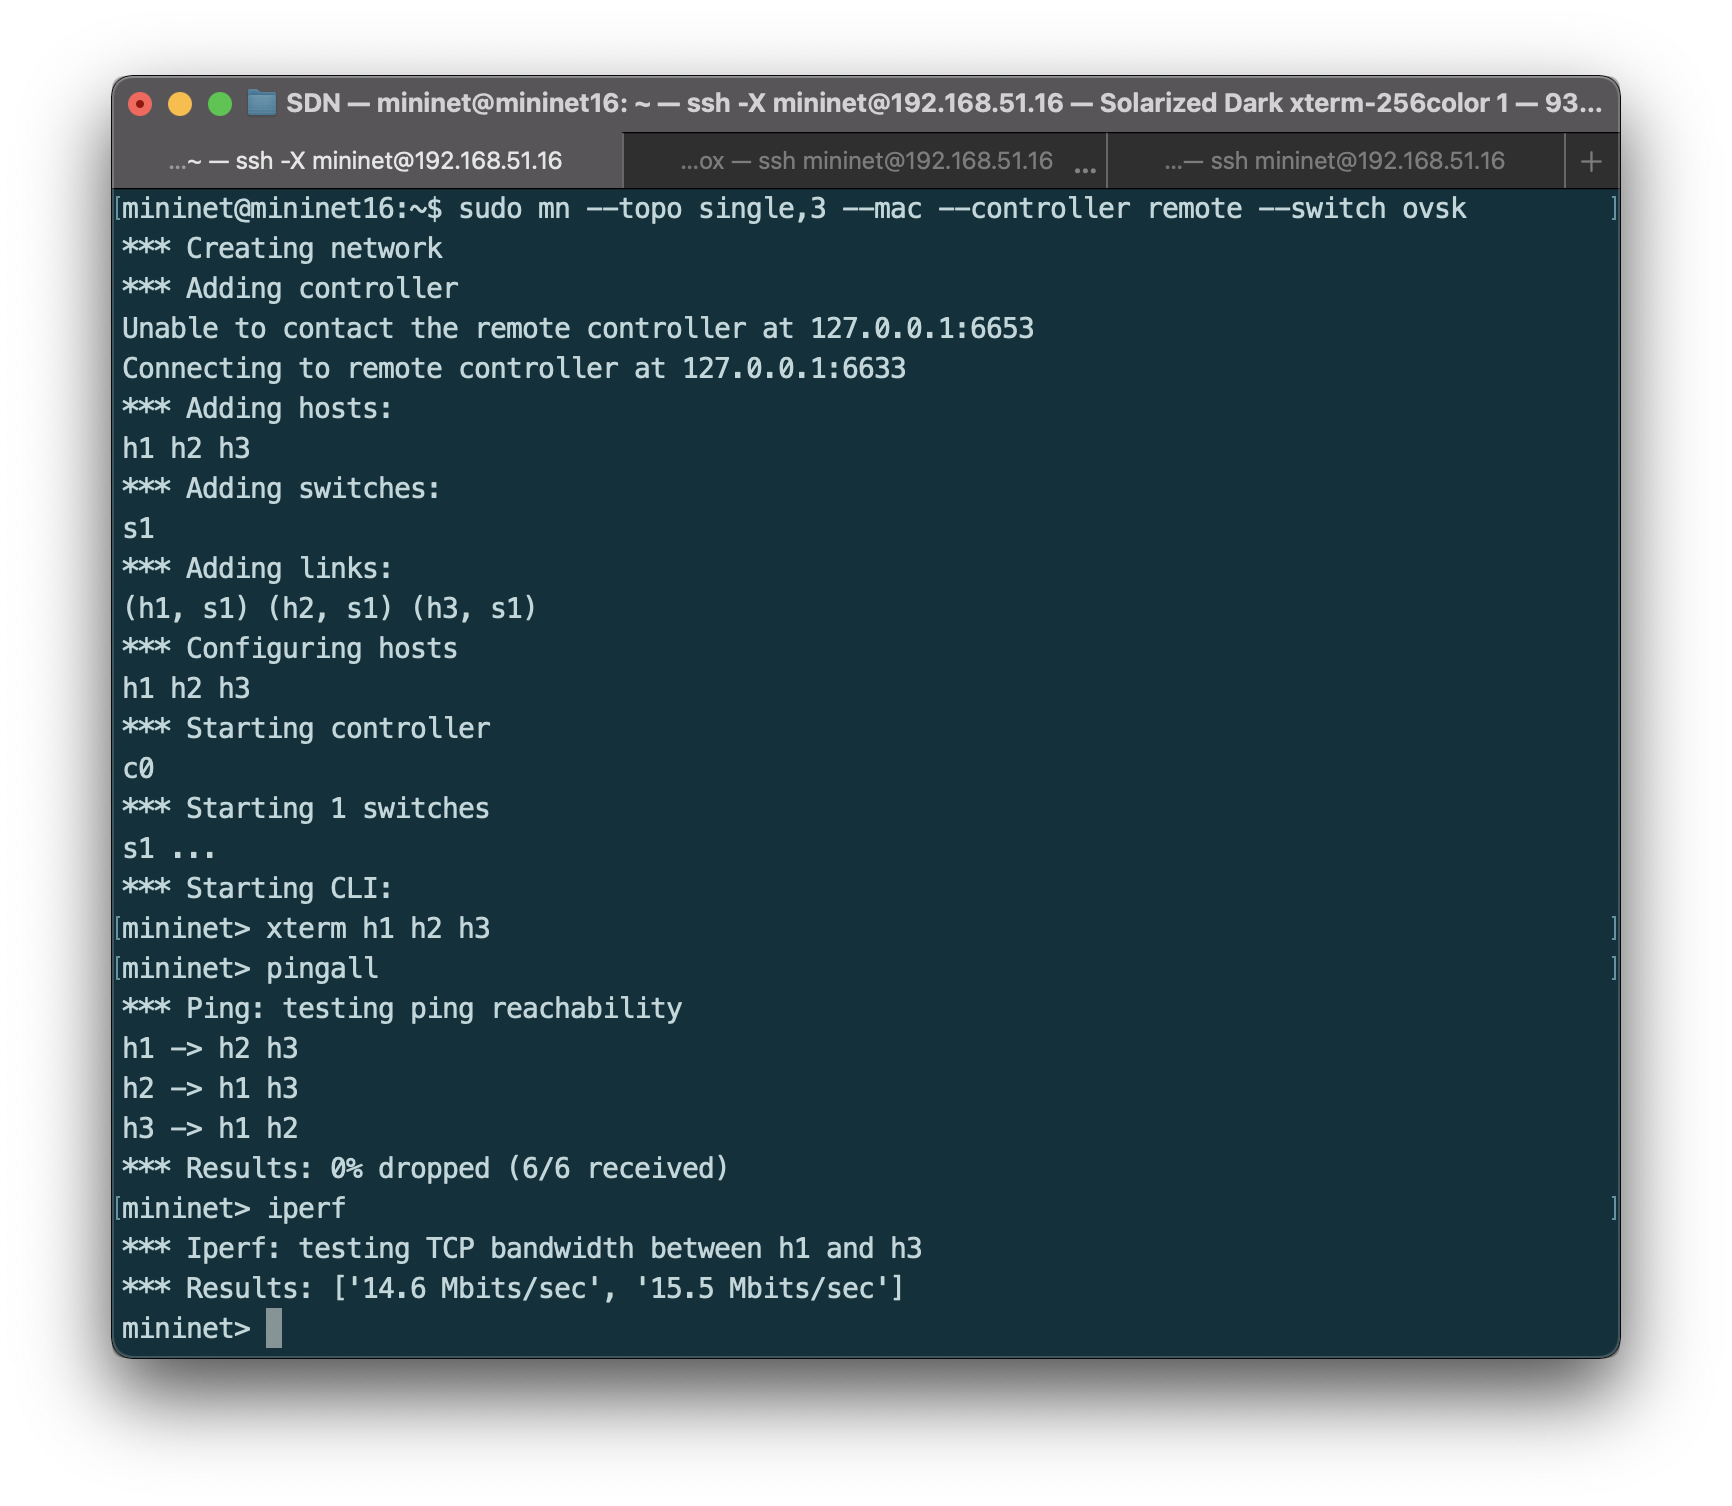 SDN — mininet@mininet16: ~ — ssh -X mininet@192.168.51.16 — Solarized Dark xterm-256color 1 — 93...
...~ — ssh -X mininet@192.168.51.16
...ox — ssh mininet@192.168.51.16 ...
...— ssh mininet@192.168.51.16 +
[mininet@mininet16:~$ sudo mn --topo single,3 --mac --controller remote --switch ovsk ]
*** Creating network
*** Adding controller
Unable to contact the remote controller at 127.0.0.1:6653
Connecting to remote controller at 127.0.0.1:6633
*** Adding hosts:
h1 h2 h3
*** Adding switches:
s1
*** Adding links:
(h1, s1) (h2, s1) (h3, s1)
*** Configuring hosts
h1 h2 h3
*** Starting controller
c0
*** Starting 1 switches
s1 ...
*** Starting CLI:
[mininet> xterm h1 h2 h3 ]
[mininet> pingall ]
*** Ping: testing ping reachability
h1 -> h2 h3
h2 -> h1 h3
h3 -> h1 h2
*** Results: 0% dropped (6/6 received)
[mininet> iperf ]
*** Iperf: testing TCP bandwidth between h1 and h3
*** Results: ['14.6 Mbits/sec', '15.5 Mbits/sec']
mininet>